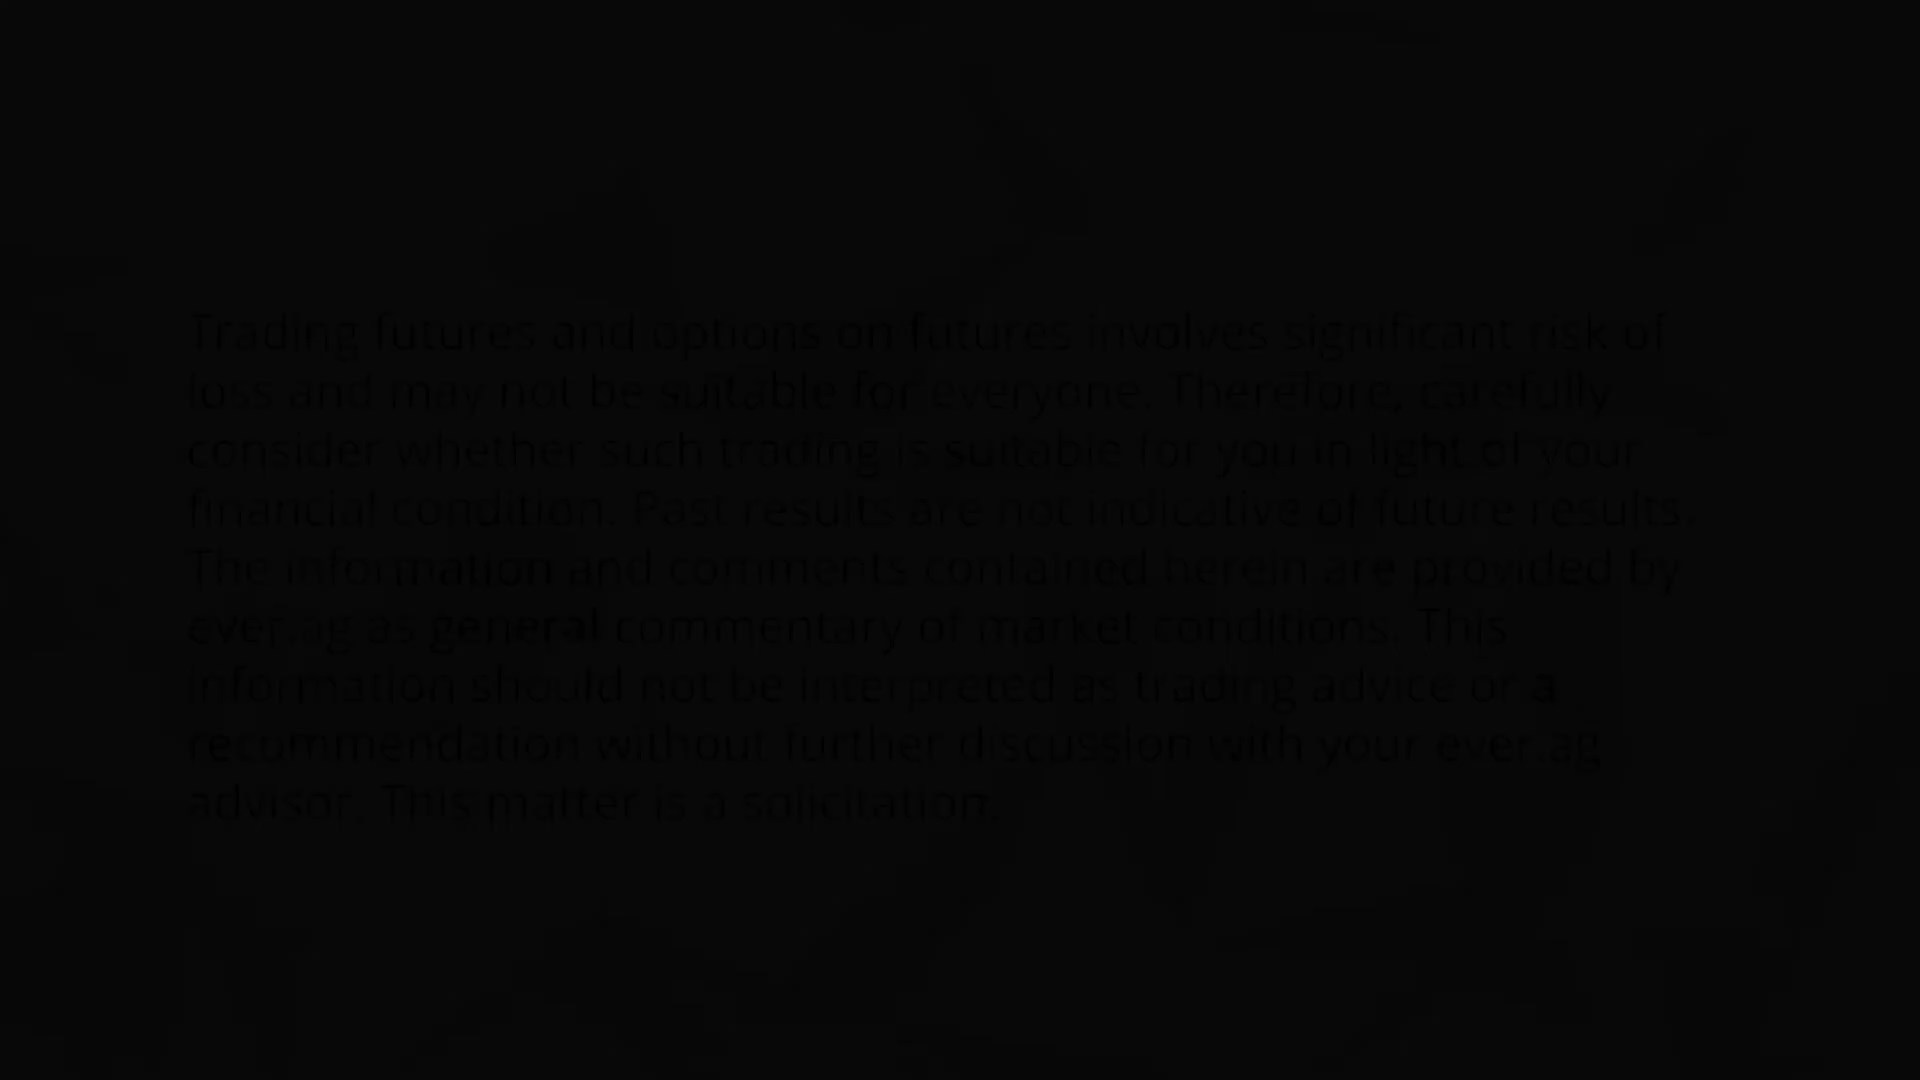 Trading futures and options on futures involves significant risk of
loss and may not be suitable for everyone. Therefore, carefully
consider whether such trading is suitable for you in light of your
financial condition. Past results are not indicative of future results.
The information and comments contained herein are provided by
ever.ag as general commentary of market conditions. This
information should not be interpreted as trading advice or a
recommendation without further discussion with your ever.ag
advisor. This matter is a solicitation.